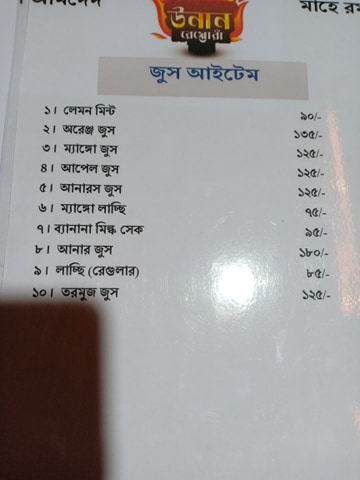 উনান
রেস্তোরাঁ
মাহে
জুস আইটেম
১। লেমন মিন্ট ৯০/-
২। অরেঞ্জ জুস ১৩৫/-
৩। ম্যাঙ্গো জুস ১২৫/-
৪। আপেল জুস ১২৫/-
৫। আনারস জুস ১২৫/-
৬। ম্যাঙ্গো লাচ্ছি ৭৫/-
৭। ব্যানানা মিল্ক সেক ৯৫/-
৮। আনার জুস ১৮০/-
৯। লাচ্ছি (রেগুলার) ৮৫/-
১০। তরমুজ জুস ১২৫/-